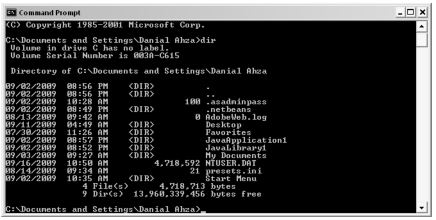 Command Prompt
(C) Copyright 1985-2001 Microsoft Corp.
C:\Documents and Settings\Danial Ahza>dir
Volume in drive C has no label.
Volume Serial Number is 003A-C615
Directory of C:\Documents and Settings\Danial Ahza
09/02/2009 08:56 PM <DIR> .
09/02/2009 08:56 PM <DIR> ..
09/02/2009 10:28 AM 100 .asadminpass
09/02/2009 08:49 PM <DIR> .netbeans
08/13/2009 09:42 AM 0 AdobeWeb.log
09/11/2009 04:49 AM <DIR> Desktop
07/30/2009 11:26 AM <DIR> Favorites
09/02/2009 08:57 PM <DIR> JavaApplication1
09/02/2009 08:52 PM <DIR> JavaLibrary1
09/03/2009 09:27 AM <DIR> My Documents
09/16/2009 10:50 AM 4,718,592 NTUSER.DAT
08/14/2009 09:34 AM 21 presets.ini
09/02/2009 10:35 AM <DIR> Start Menu
4 File(s) 4,718,713 bytes
9 Dir(s) 13,960,339,456 bytes free
C:\Documents and Settings\Danial Ahza>_